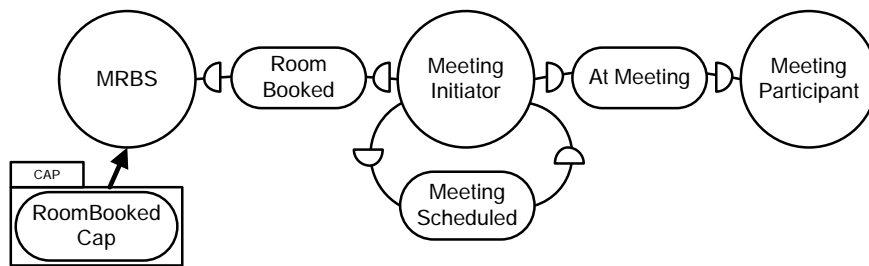 MRBS
Room
Booked
Meeting
Initiator
At Meeting
Meeting
Participant
CAP
RoomBooked
Cap
Meeting
Scheduled